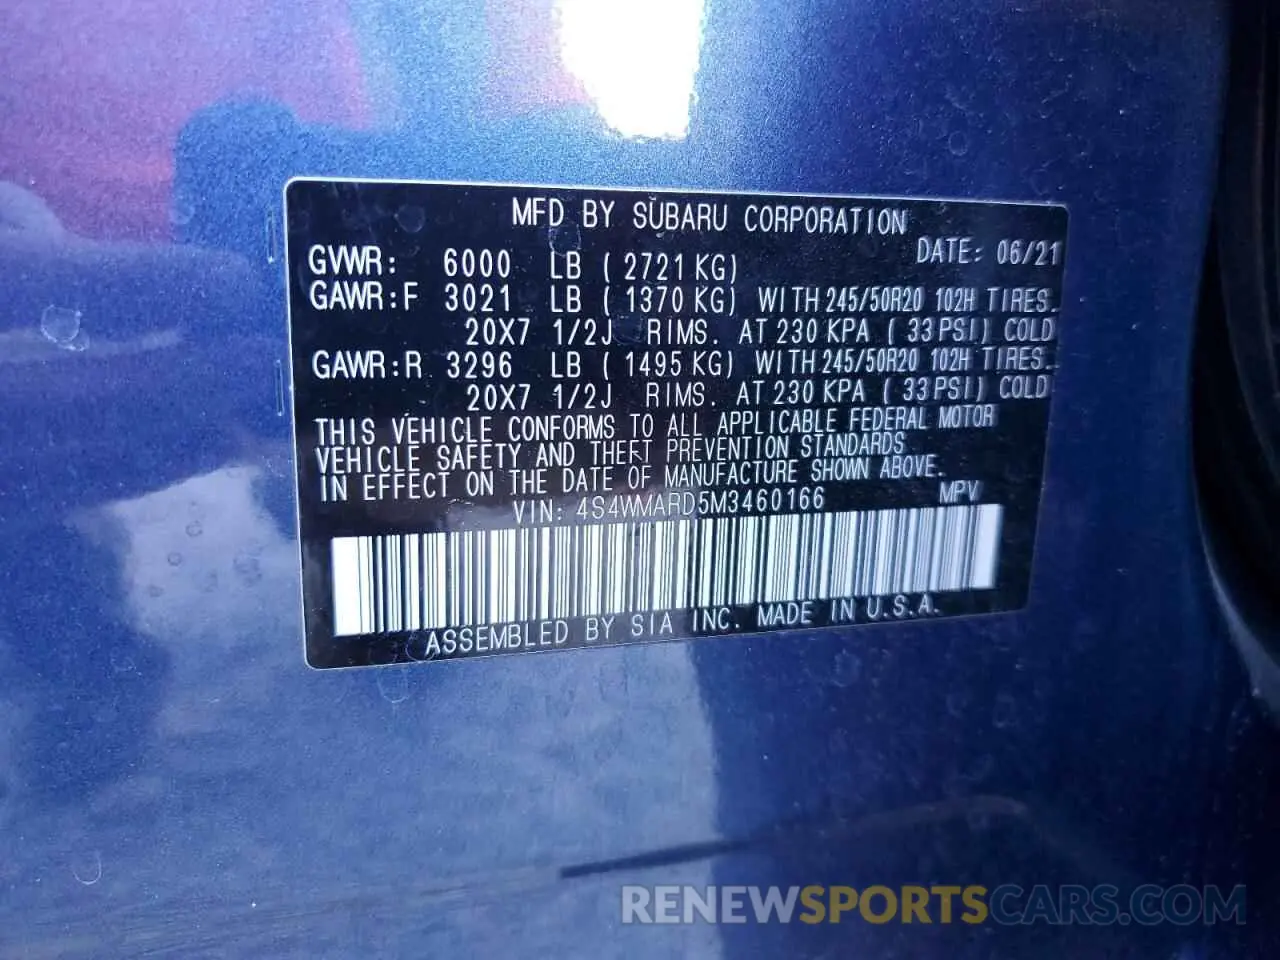 MFD BY SUBARU CORPORATION
DATE: 06/21
GVWR: 6000 LB ( 2721 KG)
GAWR:F 3021 LB ( 1370 KG) WITH 245/50R20 102H TIRES.
20X7 1/2J RIMS. AT 230 KPA ( 33 PSI) COLD
GAWR:R 3296 LB ( 1495 KG) WITH 245/50R20 102H TIRES.
20X7 1/2J RIMS. AT 230 KPA ( 33 PSI) COLD
THIS VEHICLE CONFORMS TO ALL APPLICABLE FEDERAL MOTOR
VEHICLE SAFETY AND THEFT PREVENTION STANDARDS
IN EFFECT ON THE DATE OF MANUFACTURE SHOWN ABOVE.
VIN: 4S4WMARD5M3460166 MPV
ASSEMBLED BY SIA INC. MADE IN U.S.A.
RENEWSPORTSCARS.COM